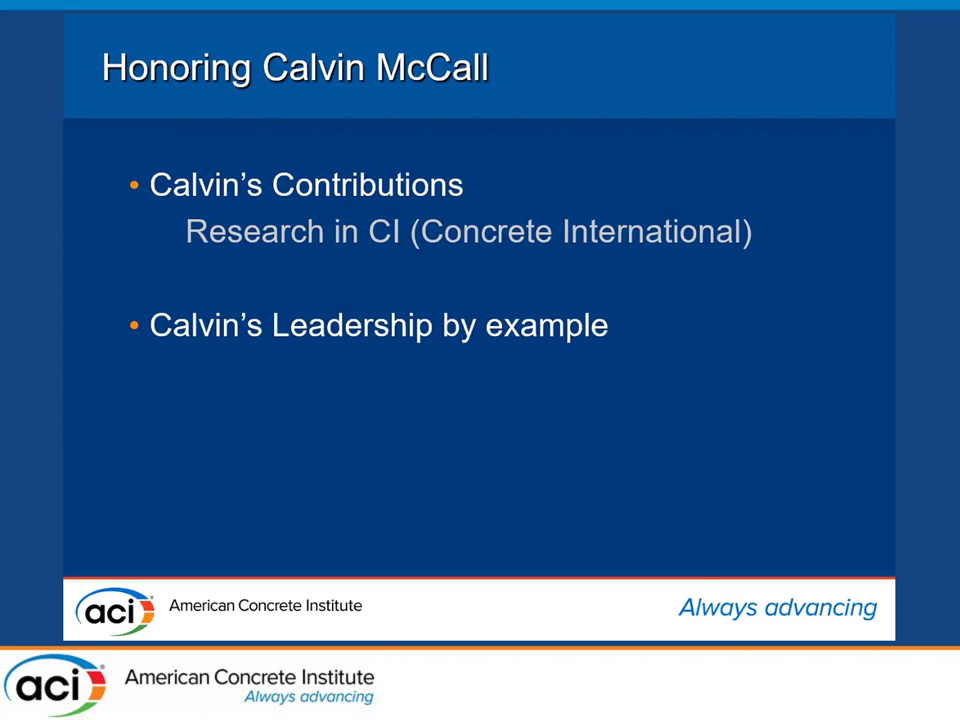 Honoring Calvin McCall
• Calvin's Contributions
Research in CI (Concrete International)
• Calvin's Leadership by example
aci American Concrete Institute
Always advancing
aci American Concrete Institute
Always advancing